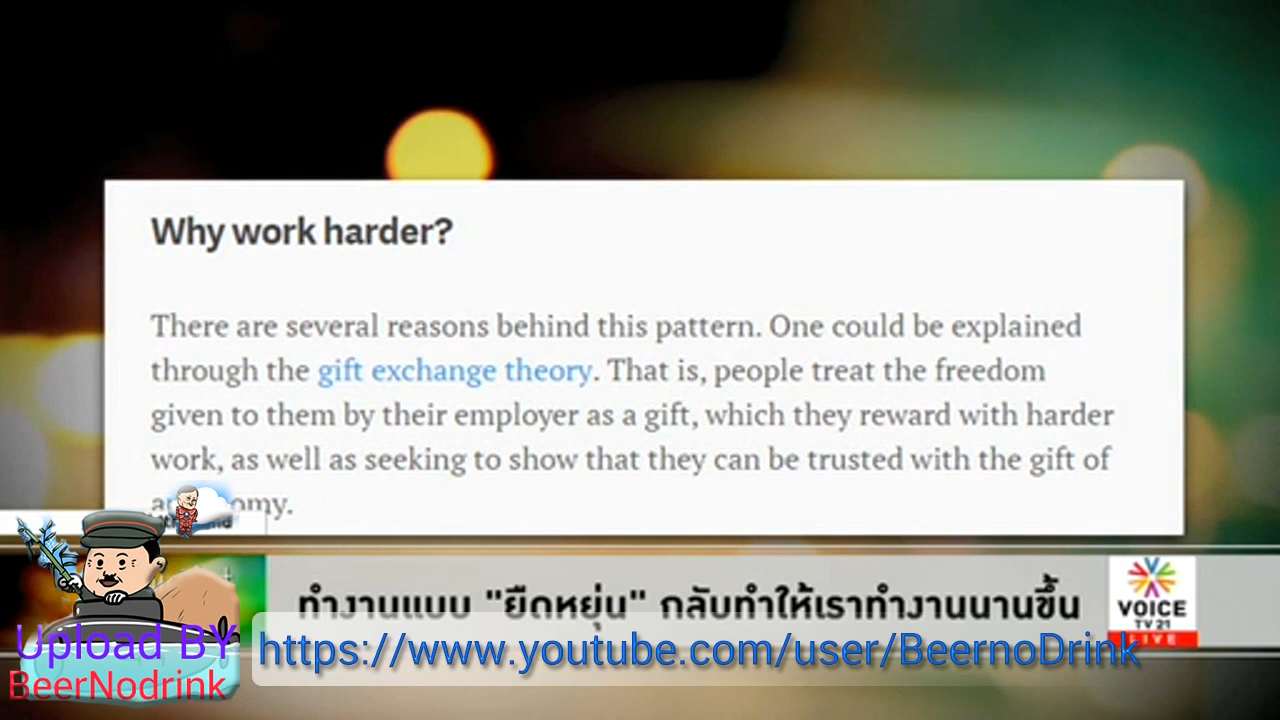 Why work harder?
There are several reasons behind this pattern. One could be explained
through the gift exchange theory. That is, people treat the freedom
given to them by their employer as a gift, which they reward with harder
work, as well as seeking to show that they can be trusted with the gift of
ทำงานแบบ "ยืดหยุ่น" กลับทำให้เราทำงานนานขึ้น
VOICE
TV 21
LIVE
Upload BY
BeerNodrink
https://www.youtube.com/user/BeernoDrink